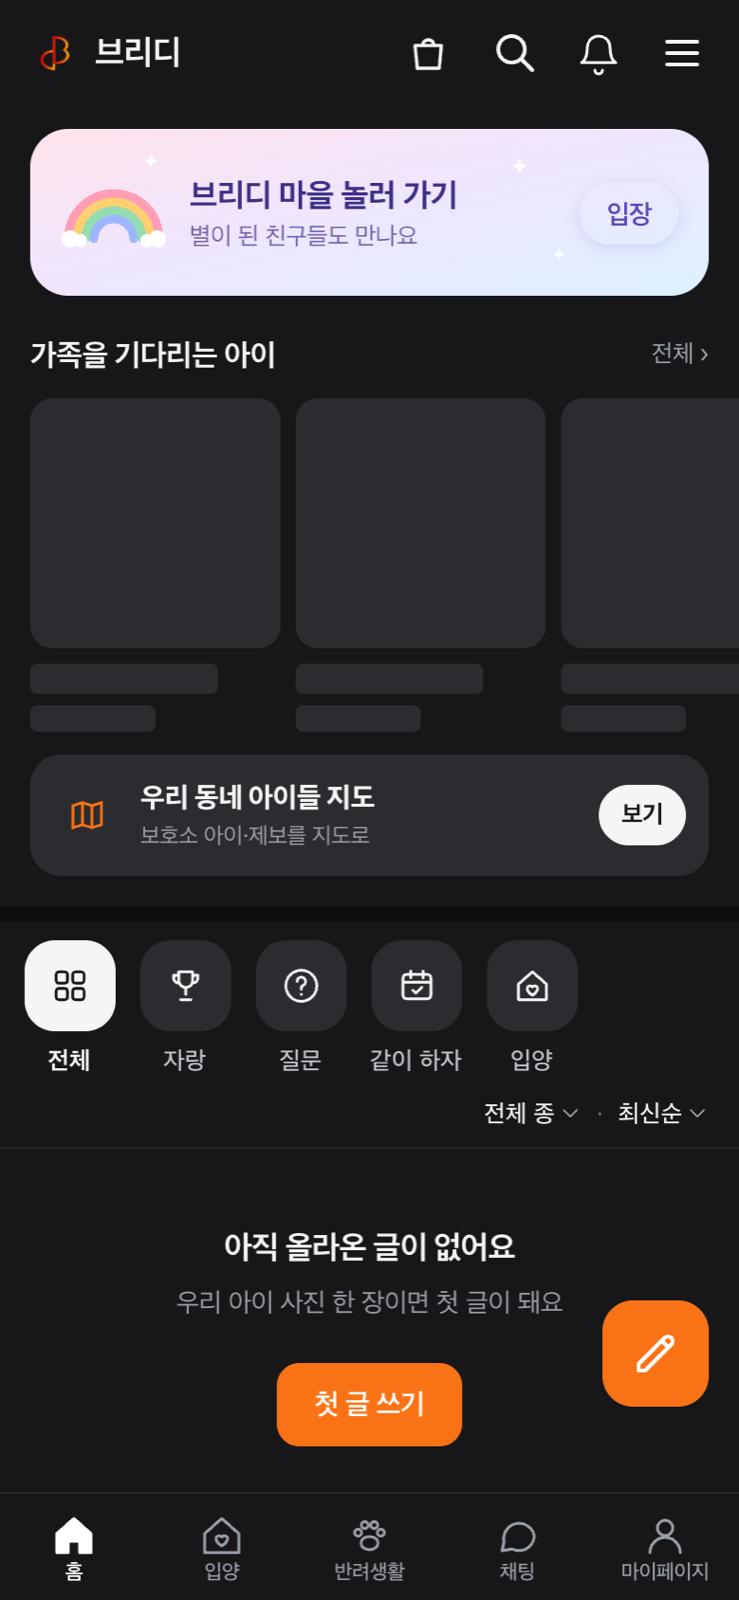 브리디
브리디 마을 놀러 가기
별이 된 친구들도 만나요
입장
가족을 기다리는 아이
전체 ›
우리 동네 아이들 지도
보호소 아이·제보를 지도로
보기
전체
자랑
질문
같이 하자
입양
전체 종 · 최신순
아직 올라온 글이 없어요
우리 아이 사진 한 장이면 첫 글이 돼요
첫 글 쓰기
홈
입양
반려생활
채팅
마이페이지